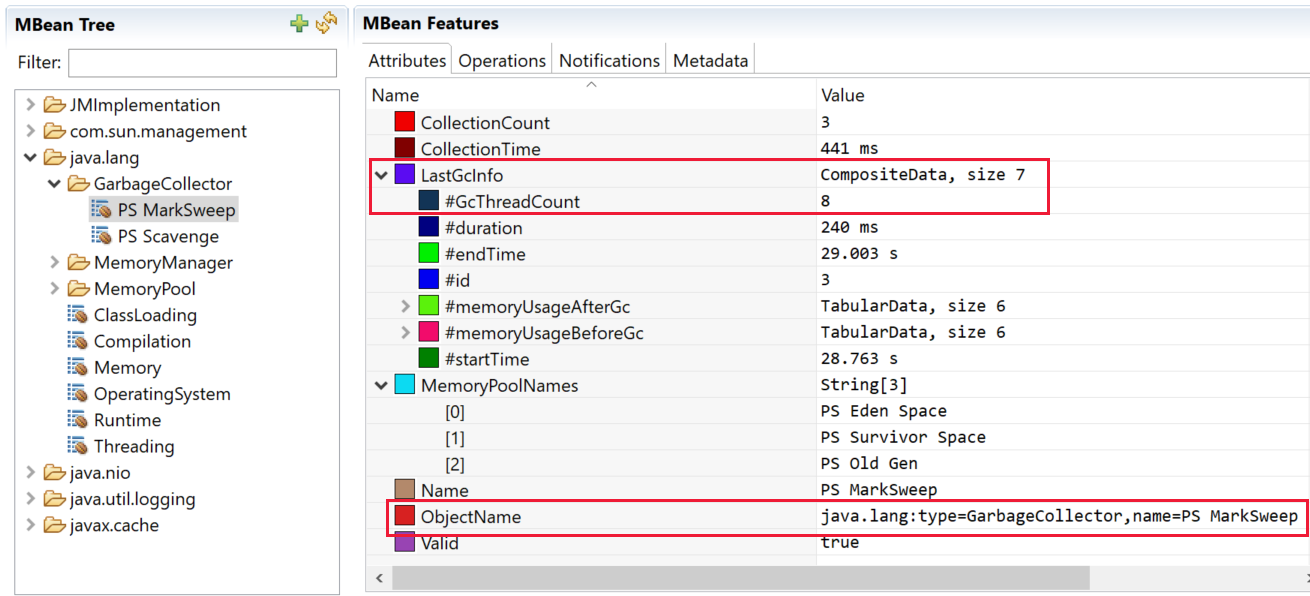 MBean Tree
Filter:
JMImplementation
com.sun.management
java.lang
GarbageCollector
PS MarkSweep
PS Scavenge
MemoryManager
MemoryPool
ClassLoading
Compilation
Memory
OperatingSystem
Runtime
Threading
java.nio
java.util.logging
javax.cache
MBean Features
Attributes Operations Notifications Metadata
Name Value
CollectionCount 3
CollectionTime 441 ms
LastGcInfo CompositeData, size 7
#GcThreadCount 8
#duration 240 ms
#endTime 29.003 s
#id 3
#memoryUsageAfterGc TabularData, size 6
#memoryUsageBeforeGc TabularData, size 6
#startTime 28.763 s
MemoryPoolNames String[3]
[0] PS Eden Space
[1] PS Survivor Space
[2] PS Old Gen
Name PS MarkSweep
ObjectName java.lang:type=GarbageCollector,name=PS MarkSweep
Valid true